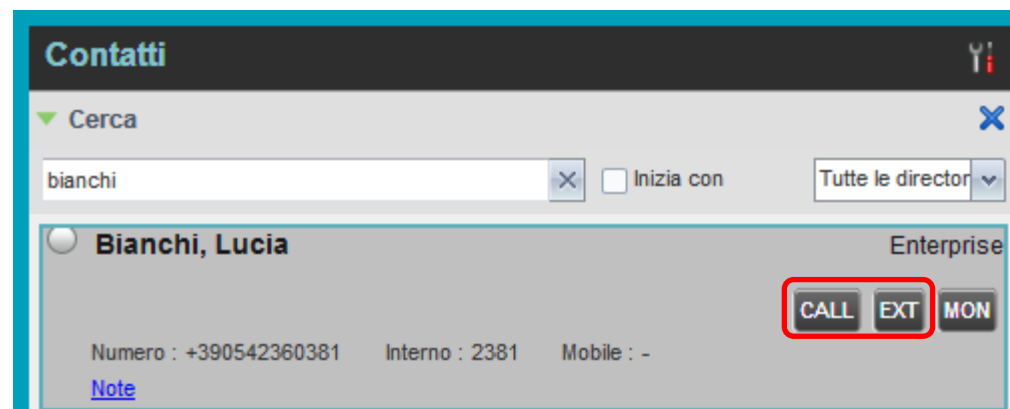 Contatti
Cerca
bianchi Inizia con Tutte le director
Bianchi, Lucia Enterprise
CALL EXT MON
Numero : +390542360381 Interno : 2381 Mobile : -
Note